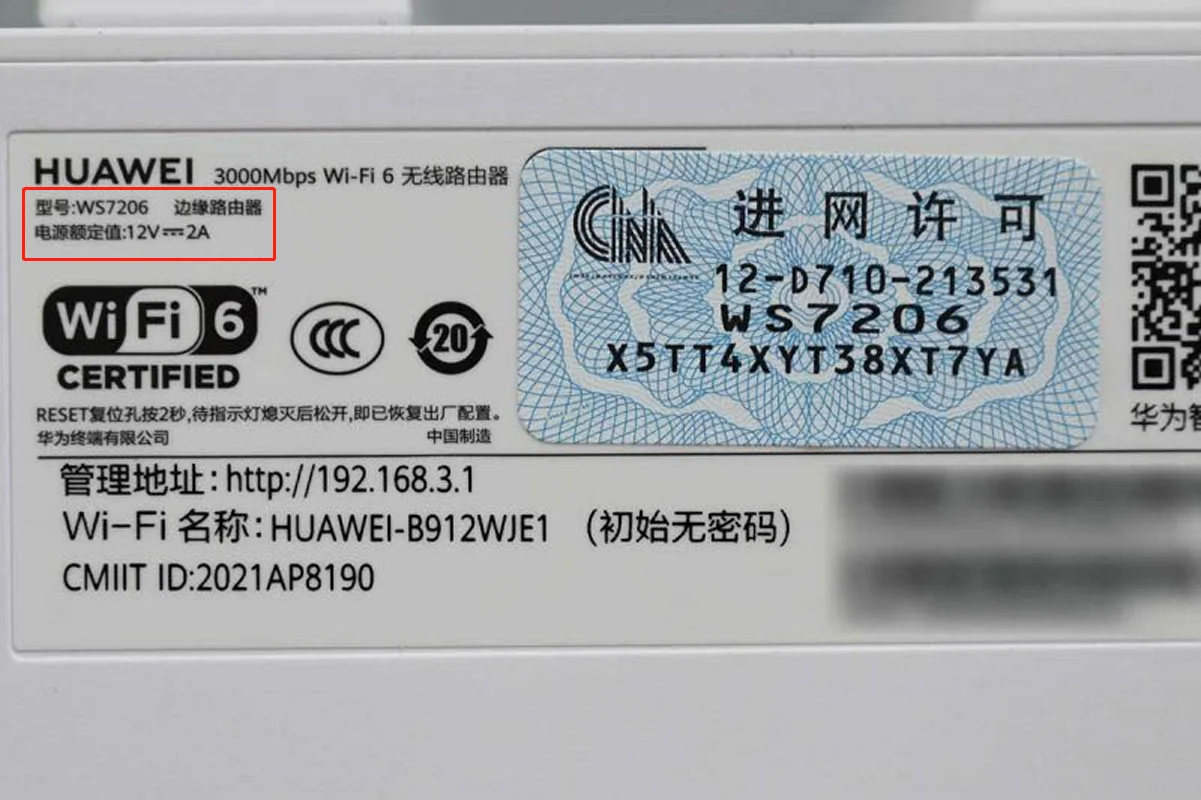 HUAWEI 3000Mbps Wi-Fi 6 无线路由器
型号:WS7206 边缘路由器
电源额定值:12V⎓2A
Wi Fi 6 ™
CERTIFIED
CCC
20
RESET复位孔按2秒,待指示灯熄灭后松开,即已恢复出厂配置。
华为终端有限公司 中国制造
CINA 进网许可
12-D710-213531
WS7206
X5TT4XYT38XT7YA
华为智
管理地址:http://192.168.3.1
Wi-Fi 名称:HUAWEI-B912WJE1 (初始无密码)
CMIIT ID:2021AP8190